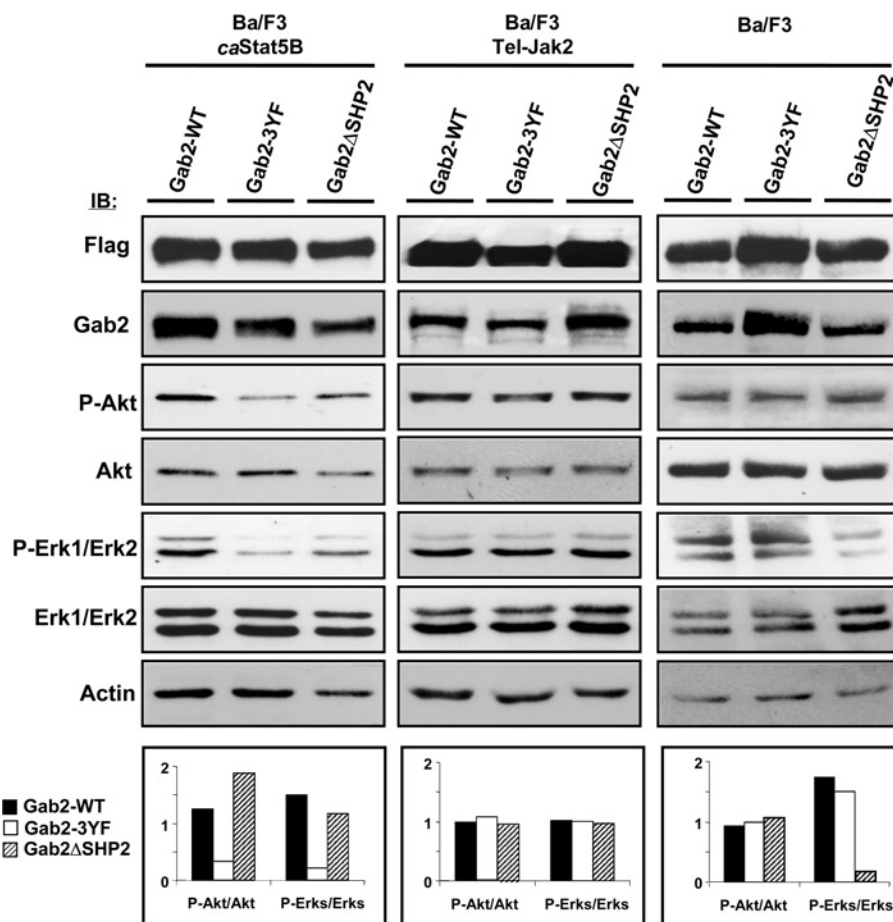 Ba/F3
caStat5B
Ba/F3
Tel-Jak2
Ba/F3
Gab2-WT
Gab2-3YF
Gab2ΔSHP2
Gab2-WT
Gab2-3YF
Gab2ΔSHP2
Gab2-WT
Gab2-3YF
Gab2ΔSHP2
IB:
Flag
Gab2
P-Akt
Akt
P-Erk1/Erk2
Erk1/Erk2
Actin
Gab2-WT
Gab2-3YF
Gab2ΔSHP2
2
1
0
P-Akt/Akt P-Erks/Erks
2
1
0
P-Akt/Akt P-Erks/Erks
2
1
0
P-Akt/Akt P-Erks/Erks